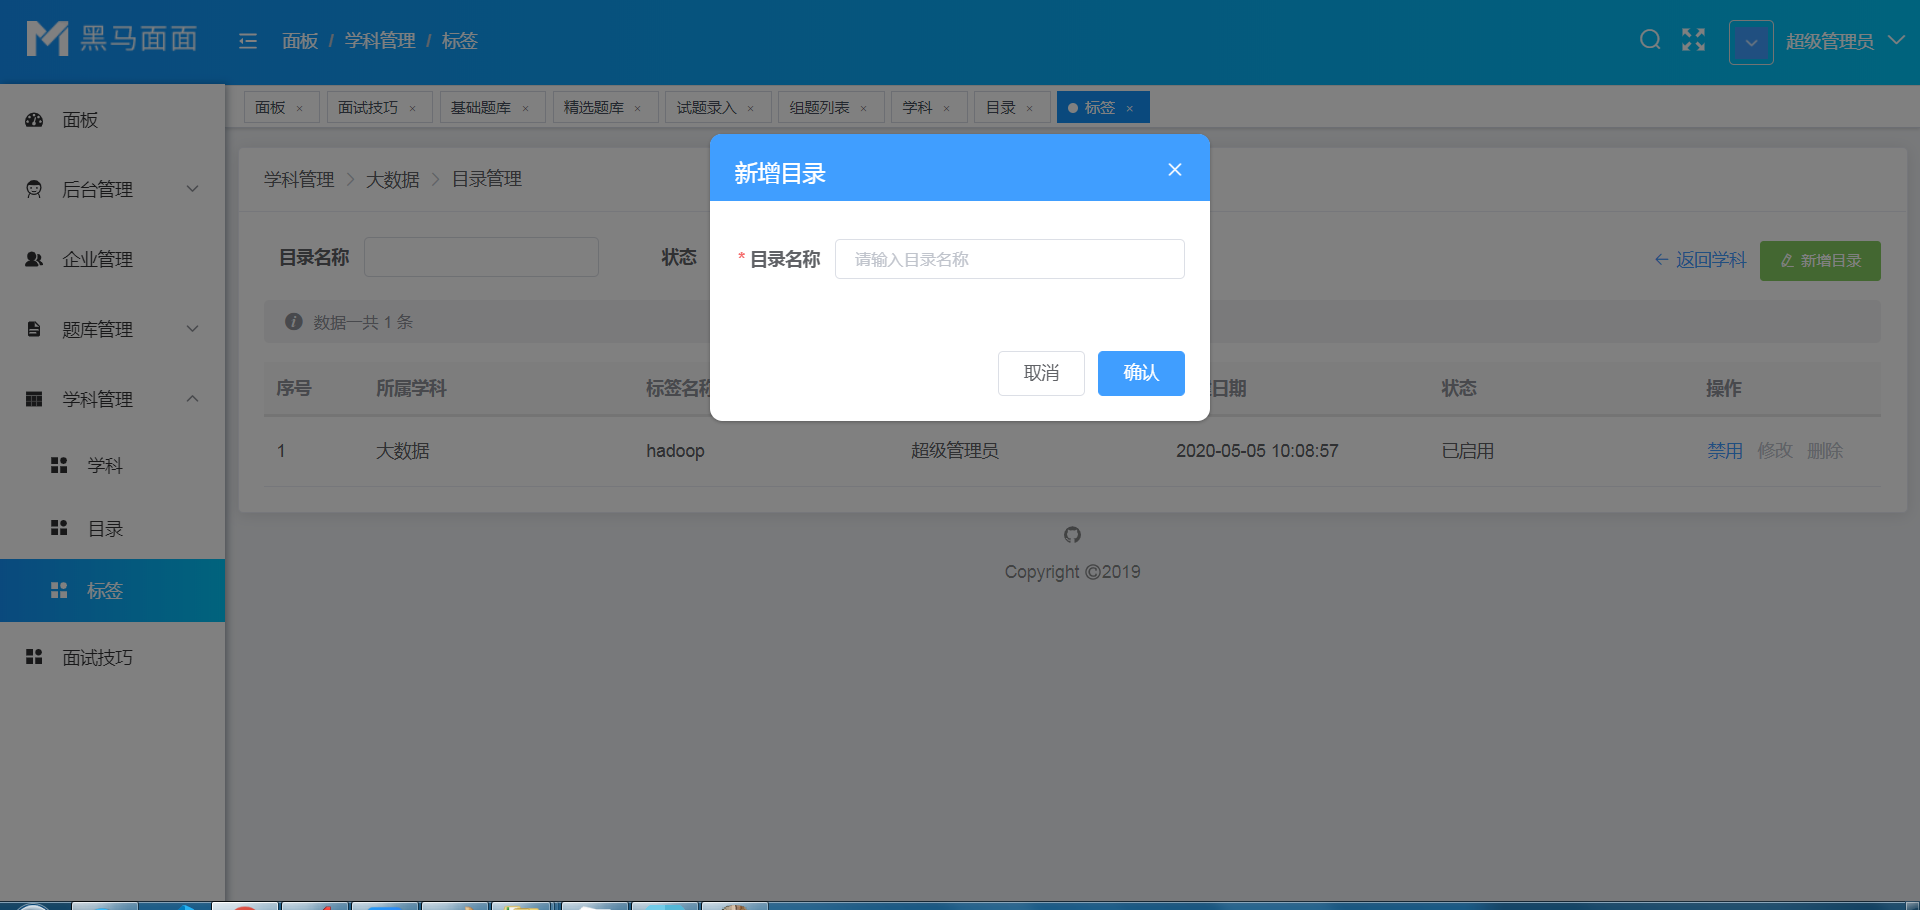 黑马面面
面板 / 学科管理 / 标签
超级管理员
面板 × 面试技巧 × 基础题库 × 精选题库 × 试题录入 × 组题列表 × 学科 × 目录 × 标签 ×
面板
后台管理
企业管理
题库管理
学科管理
学科
目录
标签
面试技巧
学科管理 > 大数据 > 目录管理
目录名称
状态
返回学科
新增目录
数据一共 1 条
序号 所属学科 标签名称 日期 状态 操作
1 大数据 hadoop 超级管理员 2020-05-05 10:08:57 已启用 禁用 修改 删除
新增目录
* 目录名称 请输入目录名称
取消 确认
Copyright ©2019